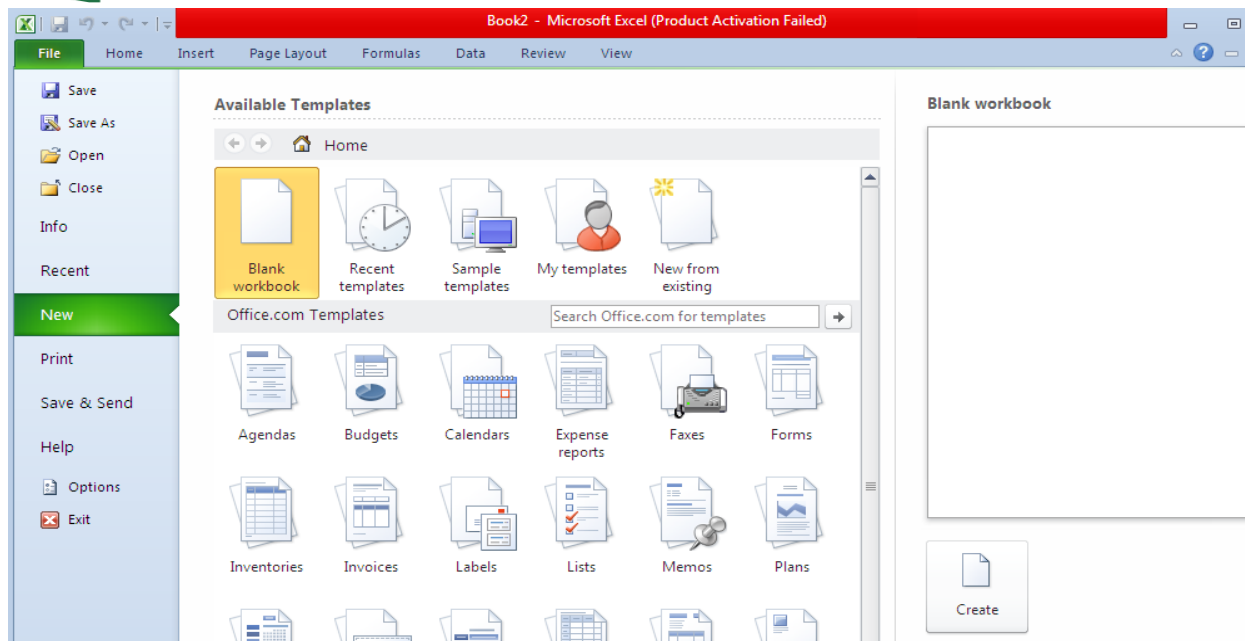 Book2 - Microsoft Excel (Product Activation Failed)
File Home Insert Page Layout Formulas Data Review View
Save
Save As
Open
Close
Info
Recent
New
Print
Save & Send
Help
Options
Exit
Available Templates
Home
Blank workbook
Recent templates
Sample templates
My templates
New from existing
Office.com Templates
Search Office.com for templates
Agendas
Budgets
Calendars
Expense reports
Faxes
Forms
Inventories
Invoices
Labels
Lists
Memos
Plans
Blank workbook
Create